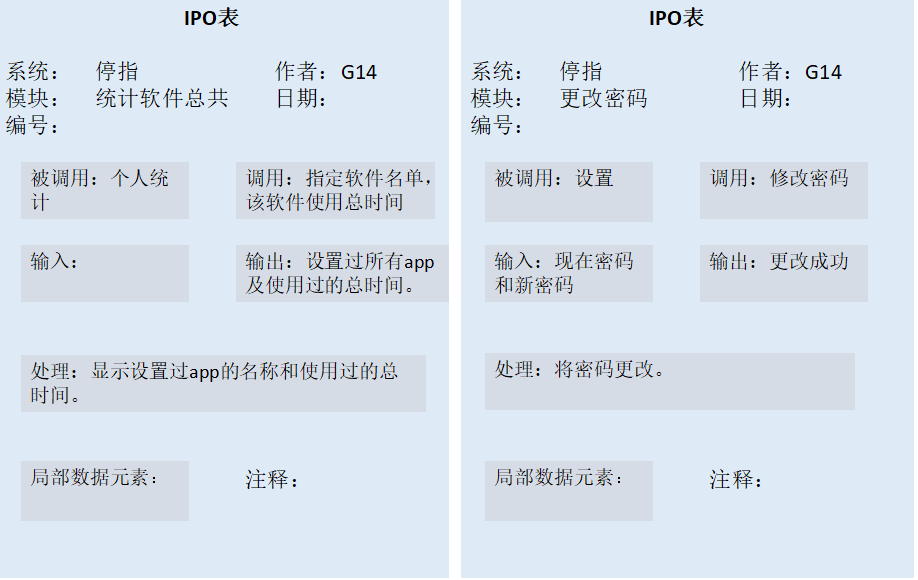 IPO表
系统： 停指 作者：G14
模块： 统计软件总共 日期：
编号：
被调用：个人统
计
调用：指定软件名单，
该软件使用总时间
输入：
输出：设置过所有app
及使用过的总时间。
处理：显示设置过app的名称和使用过的总
时间。
局部数据元素：
注释：
IPO表
系统： 停指 作者：G14
模块： 更改密码 日期：
编号：
被调用：设置
调用：修改密码
输入：现在密码
和新密码
输出：更改成功
处理：将密码更改。
局部数据元素：
注释：